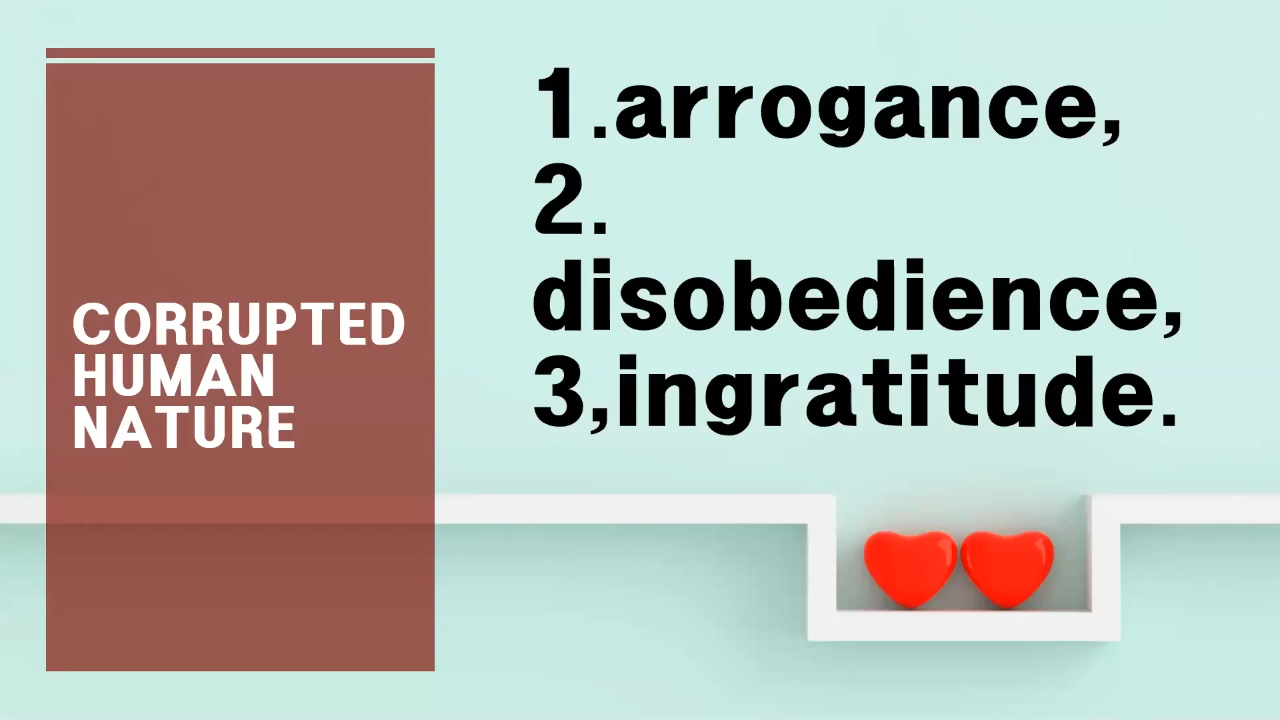 CORRUPTED
HUMAN
NATURE
1.arrogance,
2.
disobedience,
3,ingratitude.